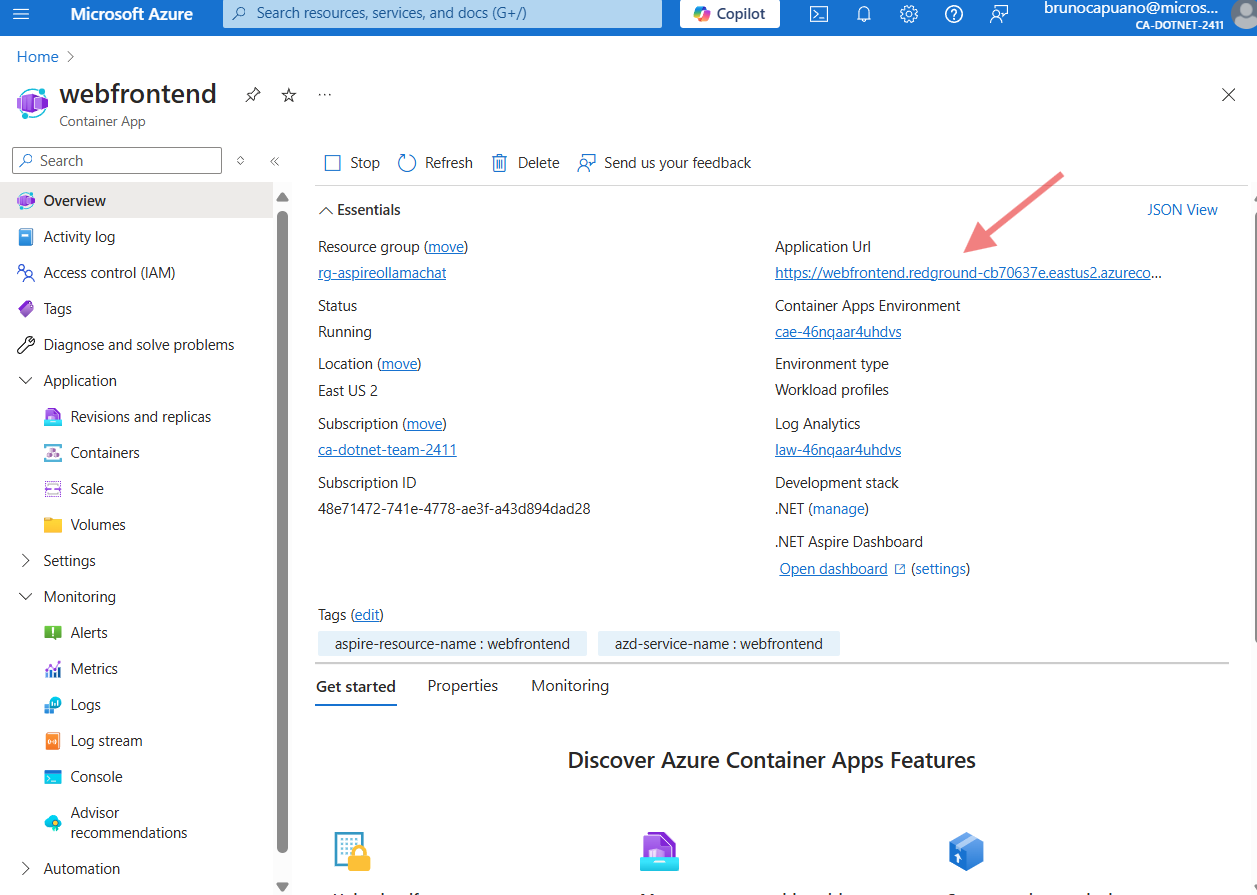 Microsoft Azure
Search resources, services, and docs (G+/)
Copilot
brunocapuano@micros...
CA-DOTNET-2411
Home
webfrontend
Container App
Search
Stop
Refresh
Delete
Send us your feedback
Overview
Activity log
Access control (IAM)
Tags
Diagnose and solve problems
Application
Revisions and replicas
Containers
Scale
Volumes
Settings
Monitoring
Alerts
Metrics
Logs
Log stream
Console
Advisor
recommendations
Automation
Essentials
JSON View
Resource group (move)
rg-aspireollamachat
Status
Running
Location (move)
East US 2
Subscription (move)
ca-dotnet-team-2411
Subscription ID
48e71472-741e-4778-ae3f-a43d894dad28
Application Url
https://webfrontend.redground-cb70637e.eastus2.azureco...
Container Apps Environment
cae-46nqaar4uhdvs
Environment type
Workload profiles
Log Analytics
law-46nqaar4uhdvs
Development stack
.NET (manage)
.NET Aspire Dashboard
Open dashboard (settings)
Tags (edit)
aspire-resource-name : webfrontend
azd-service-name : webfrontend
Get started
Properties
Monitoring
Discover Azure Container Apps Features